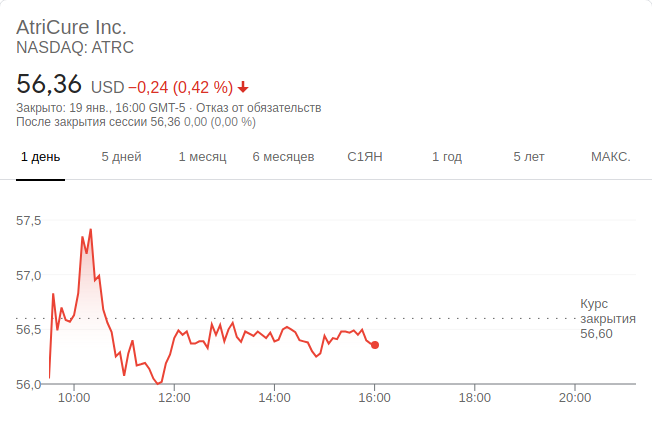 AtriCure Inc.
NASDAQ: ATRC
56,36 USD −0,24 (0,42 %)
Закрыто: 19 янв., 16:00 GMT-5 · Отказ от обязательств
После закрытия сессии 56,36 0,00 (0,00 %)
1 день 5 дней 1 месяц 6 месяцев С1ЯН 1 год 5 лет МАКС.
57,5
57,0
Курс
закрытия
56,5
56,60
56,0
10:00 12:00 14:00 16:00 18:00 20:00